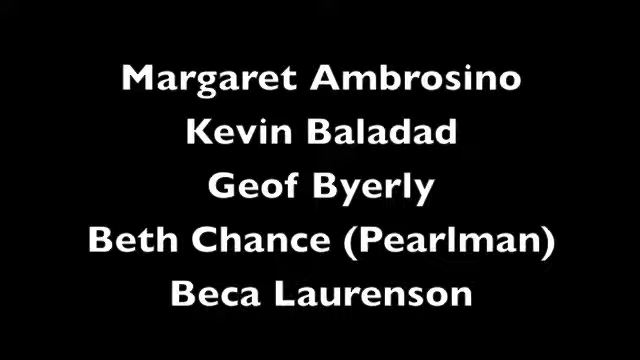 Margaret Ambrosino
Kevin Baladad
Geof Byerly
Beth Chance (Pearlman)
Beca Laurenson